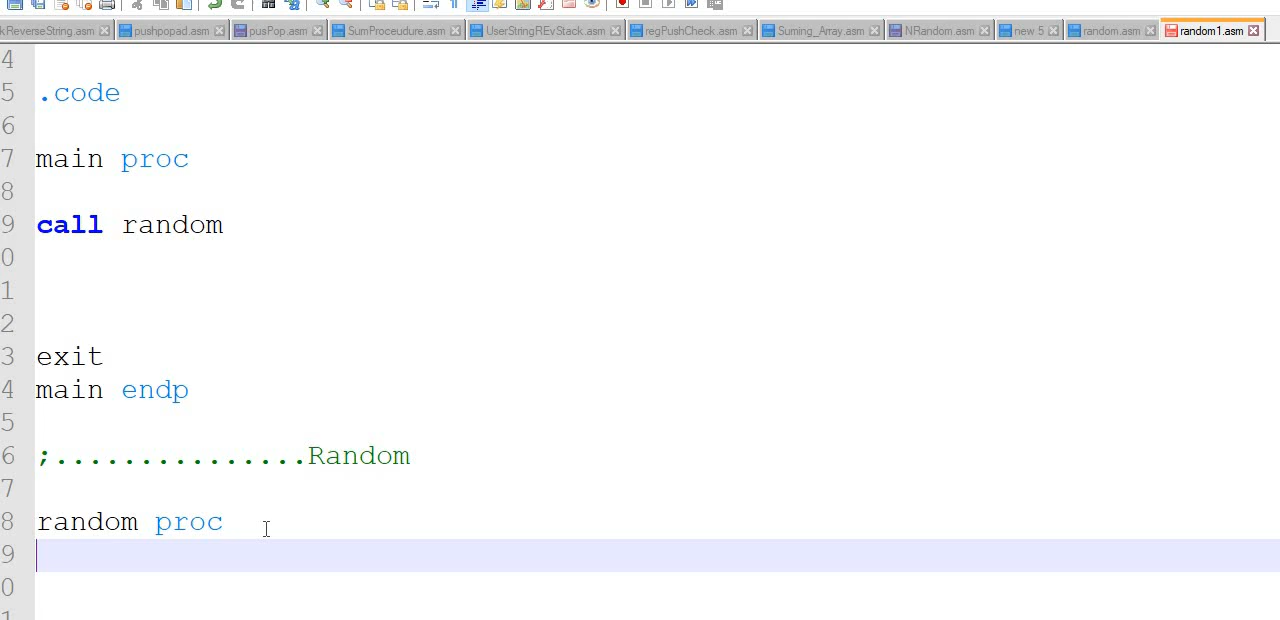 kReverseString.asm pushpopad.asm pusPop.asm SumProceudure.asm UserStringREvStack.asm regPushCheck.asm Suming_Array.asm NRandom.asm new 5 random.asm random1.asm
4
5 .code
6
7 main proc
8
9 call random
0
1
2
3 exit
4 main endp
5
6 ;...............Random
7
8 random proc
9
0